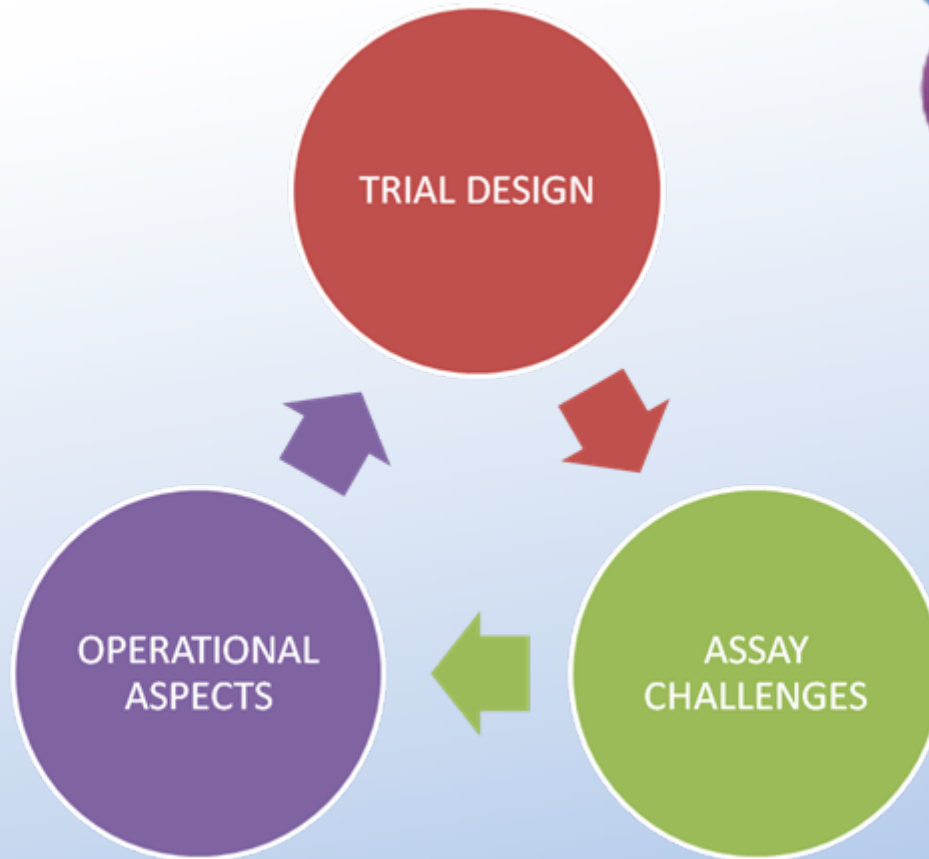 TRIAL DESIGN
OPERATIONAL
ASPECTS
ASSAY
CHALLENGES